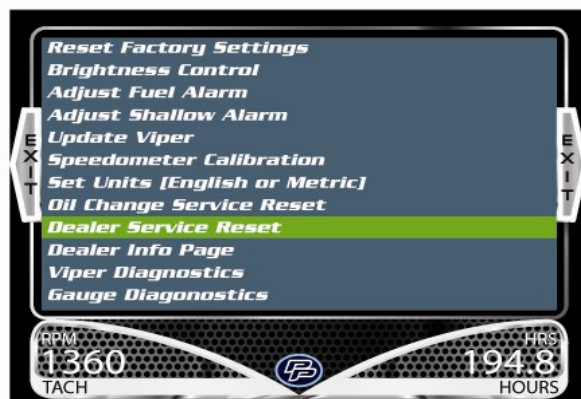 Reset Factory Settings
Brightness Control
Adjust Fuel Alarm
Adjust Shallow Alarm
Update Viper
Speedometer Calibration
Set Units [English or Metric]
Oil Change Service Reset
Dealer Service Reset
Dealer Info Page
Viper Diagnostics
Gauge Diagonostics
EXIT
EXIT
RPM
1360
TACH
HRS
194.8
HOURS